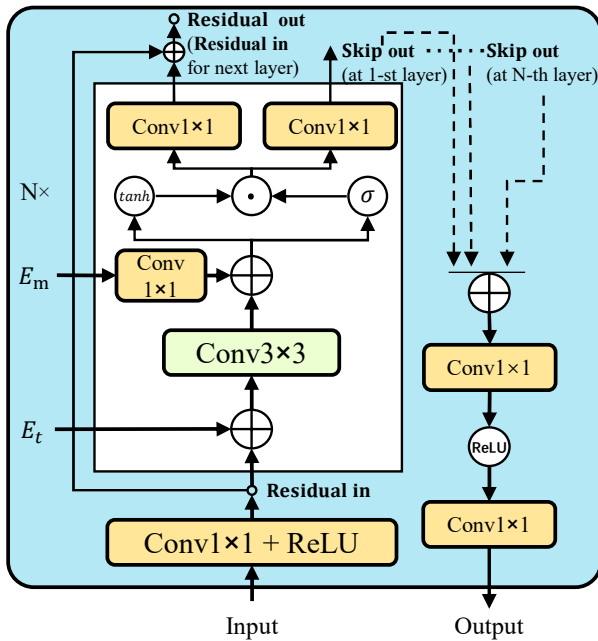 Residual out
(Residual in
for next layer)
Skip out
(at 1-st layer)
Skip out
(at N-th layer)
Conv1×1
Conv1×1
N×
tanh
σ
E_m
Conv
1×1
Conv3×3
E_t
Conv1×1
ReLU
Residual in
Conv1×1
Conv1×1 + ReLU
Input
Output